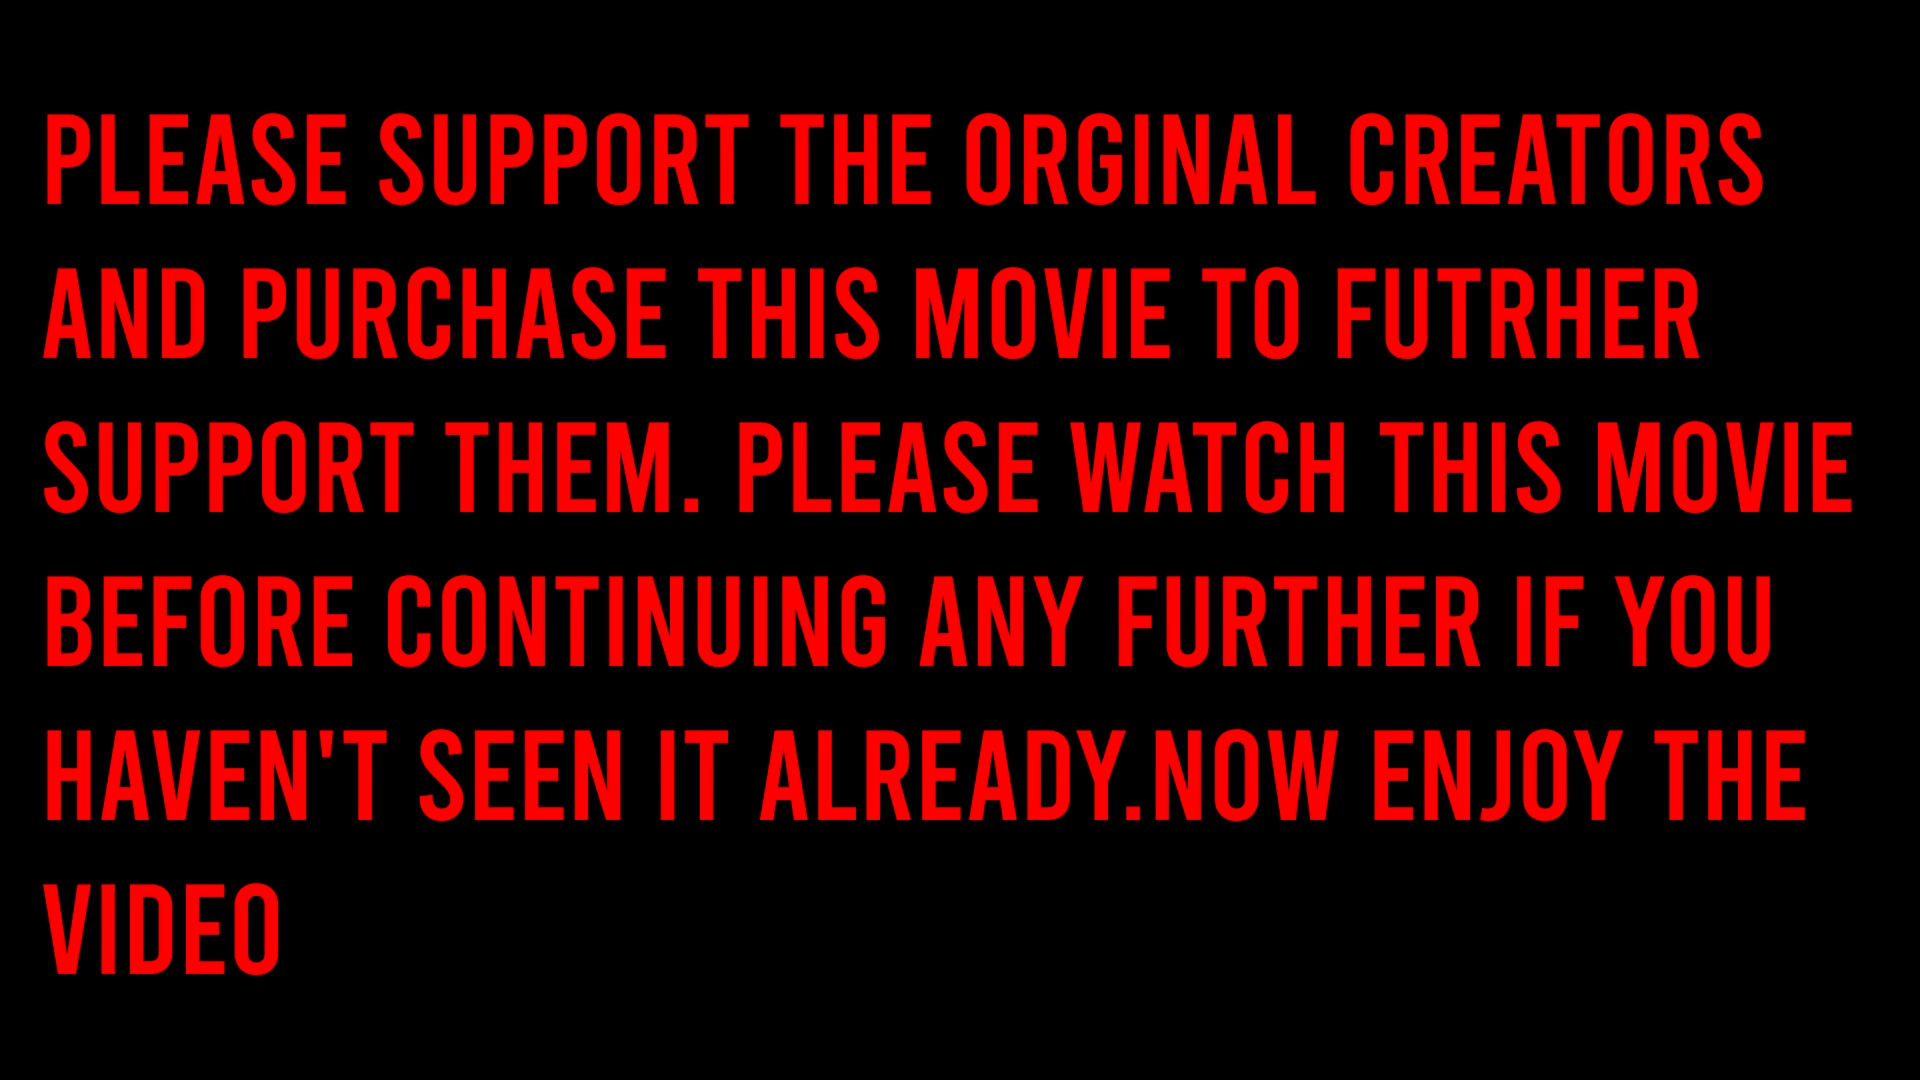 PLEASE SUPPORT THE ORGINAL CREATORS
AND PURCHASE THIS MOVIE TO FUTRHER
SUPPORT THEM. PLEASE WATCH THIS MOVIE
BEFORE CONTINUING ANY FURTHER IF YOU
HAVEN'T SEEN IT ALREADY.NOW ENJOY THE
VIDEO